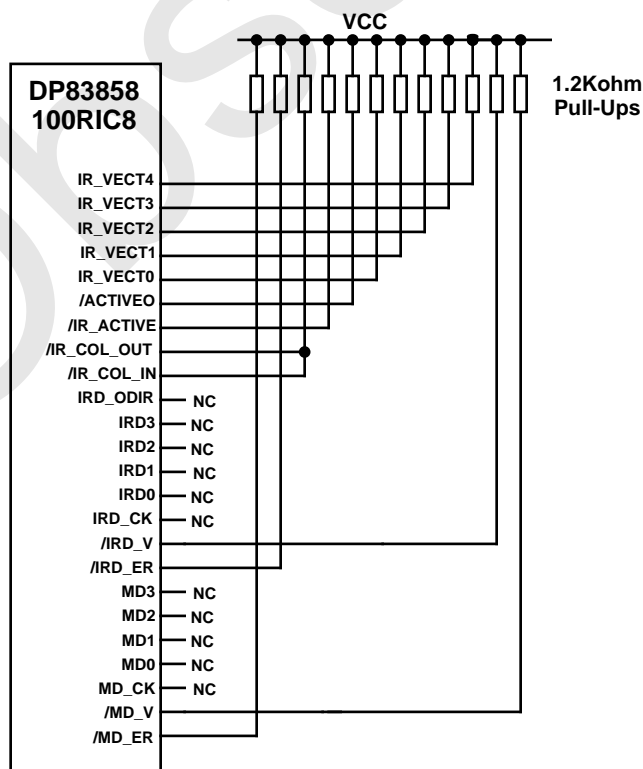 VCC
DP83858
100RIC8
1.2Kohm
Pull-Ups
IR_VECT4
IR_VECT3
IR_VECT2
IR_VECT1
IR_VECT0
/ACTIVEO
/IR_ACTIVE
/IR_COL_OUT
/IR_COL_IN
IRD_ODIR NC
IRD3 NC
IRD2 NC
IRD1 NC
IRD0 NC
IRD_CK NC
/IRD_V
/IRD_ER
MD3 NC
MD2 NC
MD1 NC
MD0 NC
MD_CK NC
/MD_V
/MD_ER